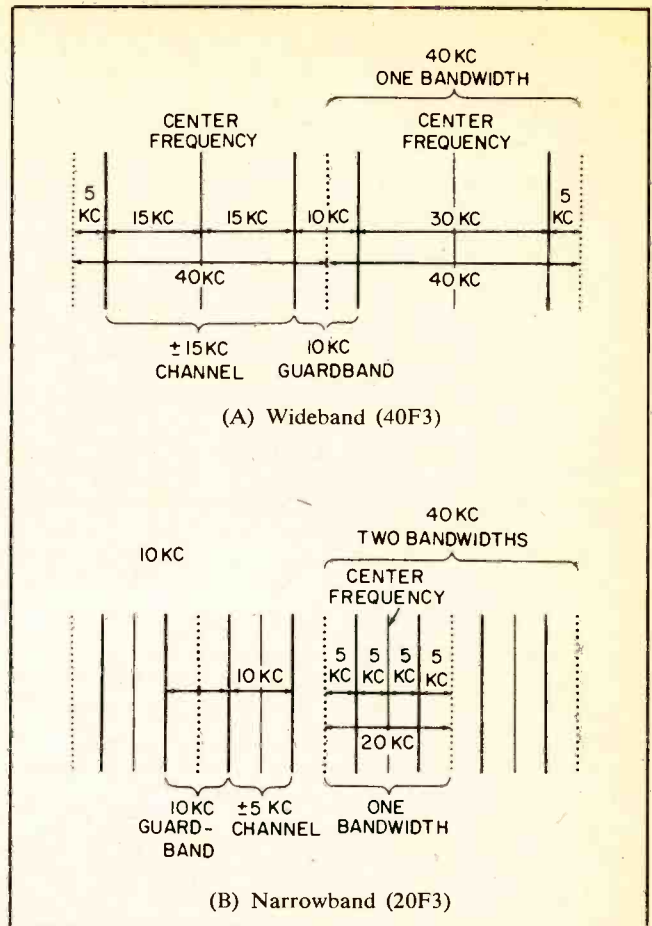 40 KC
ONE BANDWIDTH
CENTER
FREQUENCY
CENTER
FREQUENCY
5
KC
15 KC
15 KC
10 KC
30 KC
5
KC
40 KC
40 KC
± 15 KC
CHANNEL
10 KC
GUARDBAND
(A) Wideband (40F3)
40 KC
TWO BANDWIDTHS
10 KC
CENTER
FREQUENCY
10 KC
5
KC
5
KC
5
KC
5
KC
20 KC
10 KC
GUARD-
BAND
±5 KC
CHANNEL
ONE
BANDWIDTH
(B) Narrowband (20F3)